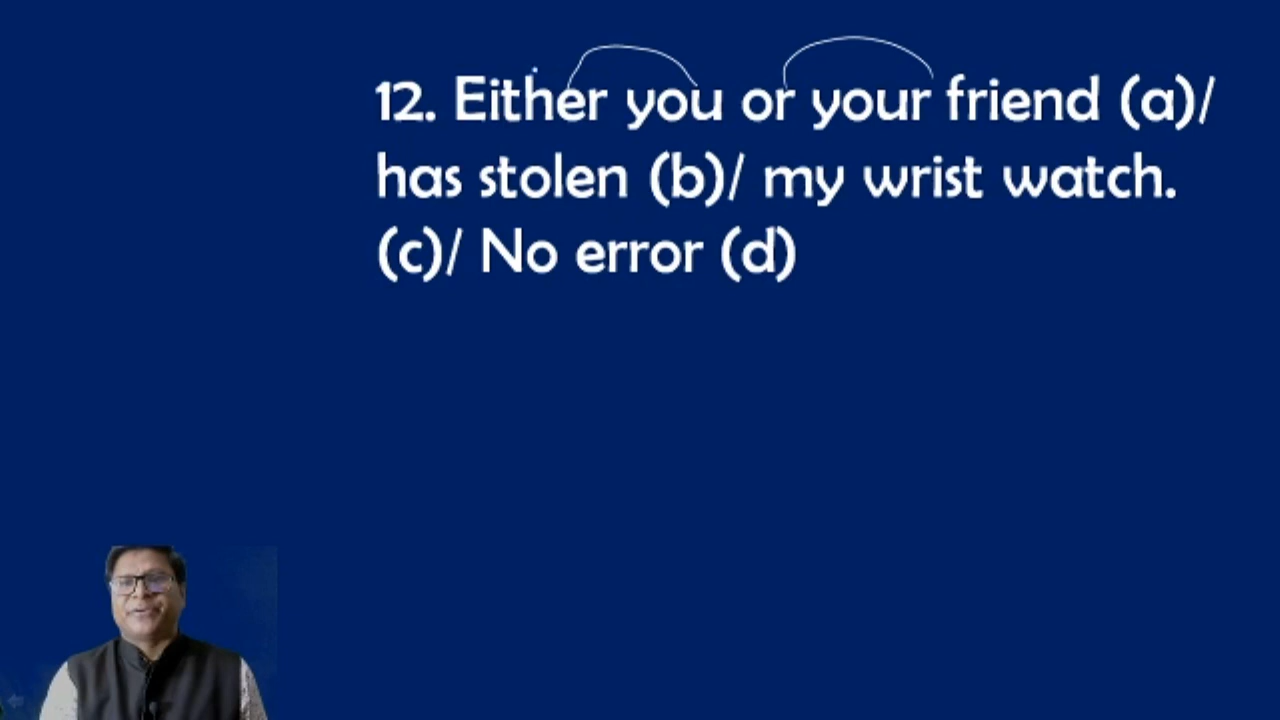 12. Either you or your friend (a)/
has stolen (b)/ my wrist watch.
(c)/ No error (d)